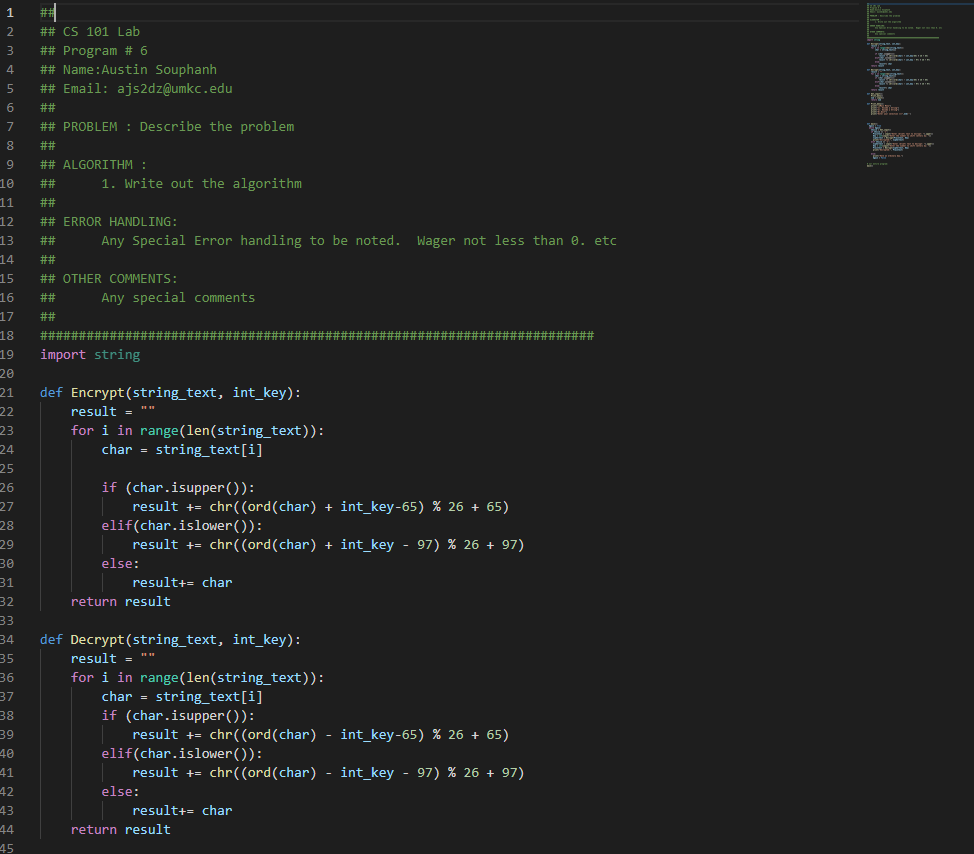 1 ##
2 ## CS 101 Lab
3 ## Program # 6
4 ## Name:Austin Souphanh
5 ## Email: ajs2dz@umkc.edu
6 ##
7 ## PROBLEM : Describe the problem
8 ##
9 ## ALGORITHM :
10 ##      1. Write out the algorithm
11 ##
12 ## ERROR HANDLING:
13 ##      Any Special Error handling to be noted.  Wager not less than 0. etc
14 ##
15 ## OTHER COMMENTS:
16 ##      Any special comments
17 ##
18 ########################################################################
19 import string
20
21 def Encrypt(string_text, int_key):
22     result = ""
23     for i in range(len(string_text)):
24         char = string_text[i]
25
26         if (char.isupper()):
27             result += chr((ord(char) + int_key-65) % 26 + 65)
28         elif(char.islower()):
29             result += chr((ord(char) + int_key - 97) % 26 + 97)
30         else:
31             result+= char
32     return result
33
34 def Decrypt(string_text, int_key):
35     result = ""
36     for i in range(len(string_text)):
37         char = string_text[i]
38         if (char.isupper()):
39             result += chr((ord(char) - int_key-65) % 26 + 65)
40         elif(char.islower()):
41             result += chr((ord(char) - int_key - 97) % 26 + 97)
42         else:
43             result+= char
44     return result
45